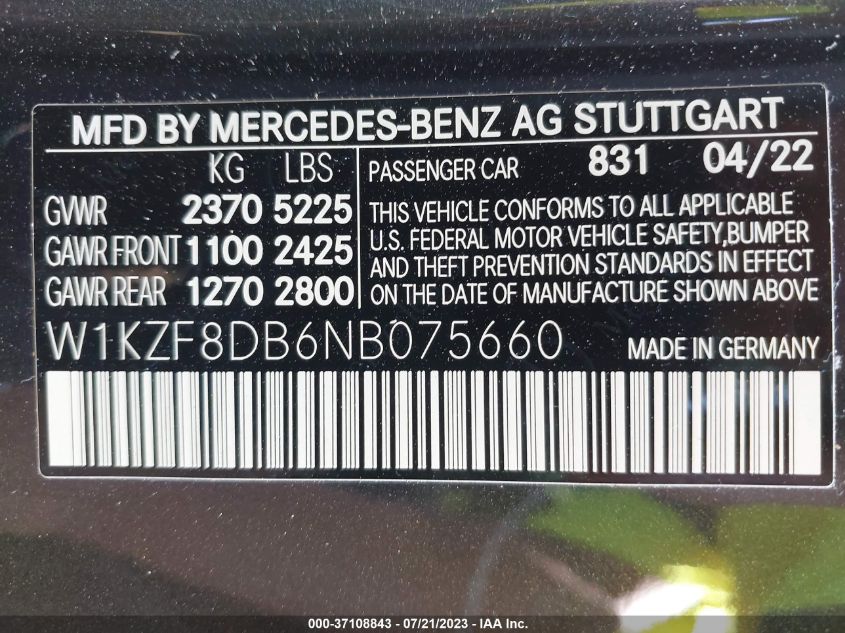 MFD BY MERCEDES-BENZ AG STUTTGART
KG LBS
GVWR 2370 5225
GAWR FRONT 1100 2425
GAWR REAR 1270 2800
PASSENGER CAR 831 04/22
THIS VEHICLE CONFORMS TO ALL APPLICABLE
U.S. FEDERAL MOTOR VEHICLE SAFETY,BUMPER
AND THEFT PREVENTION STANDARDS IN EFFECT
ON THE DATE OF MANUFACTURE SHOWN ABOVE
W1KZF8DB6NB075660 MADE IN GERMANY
000-37108843 / 07/21/2023 - IAA Inc.